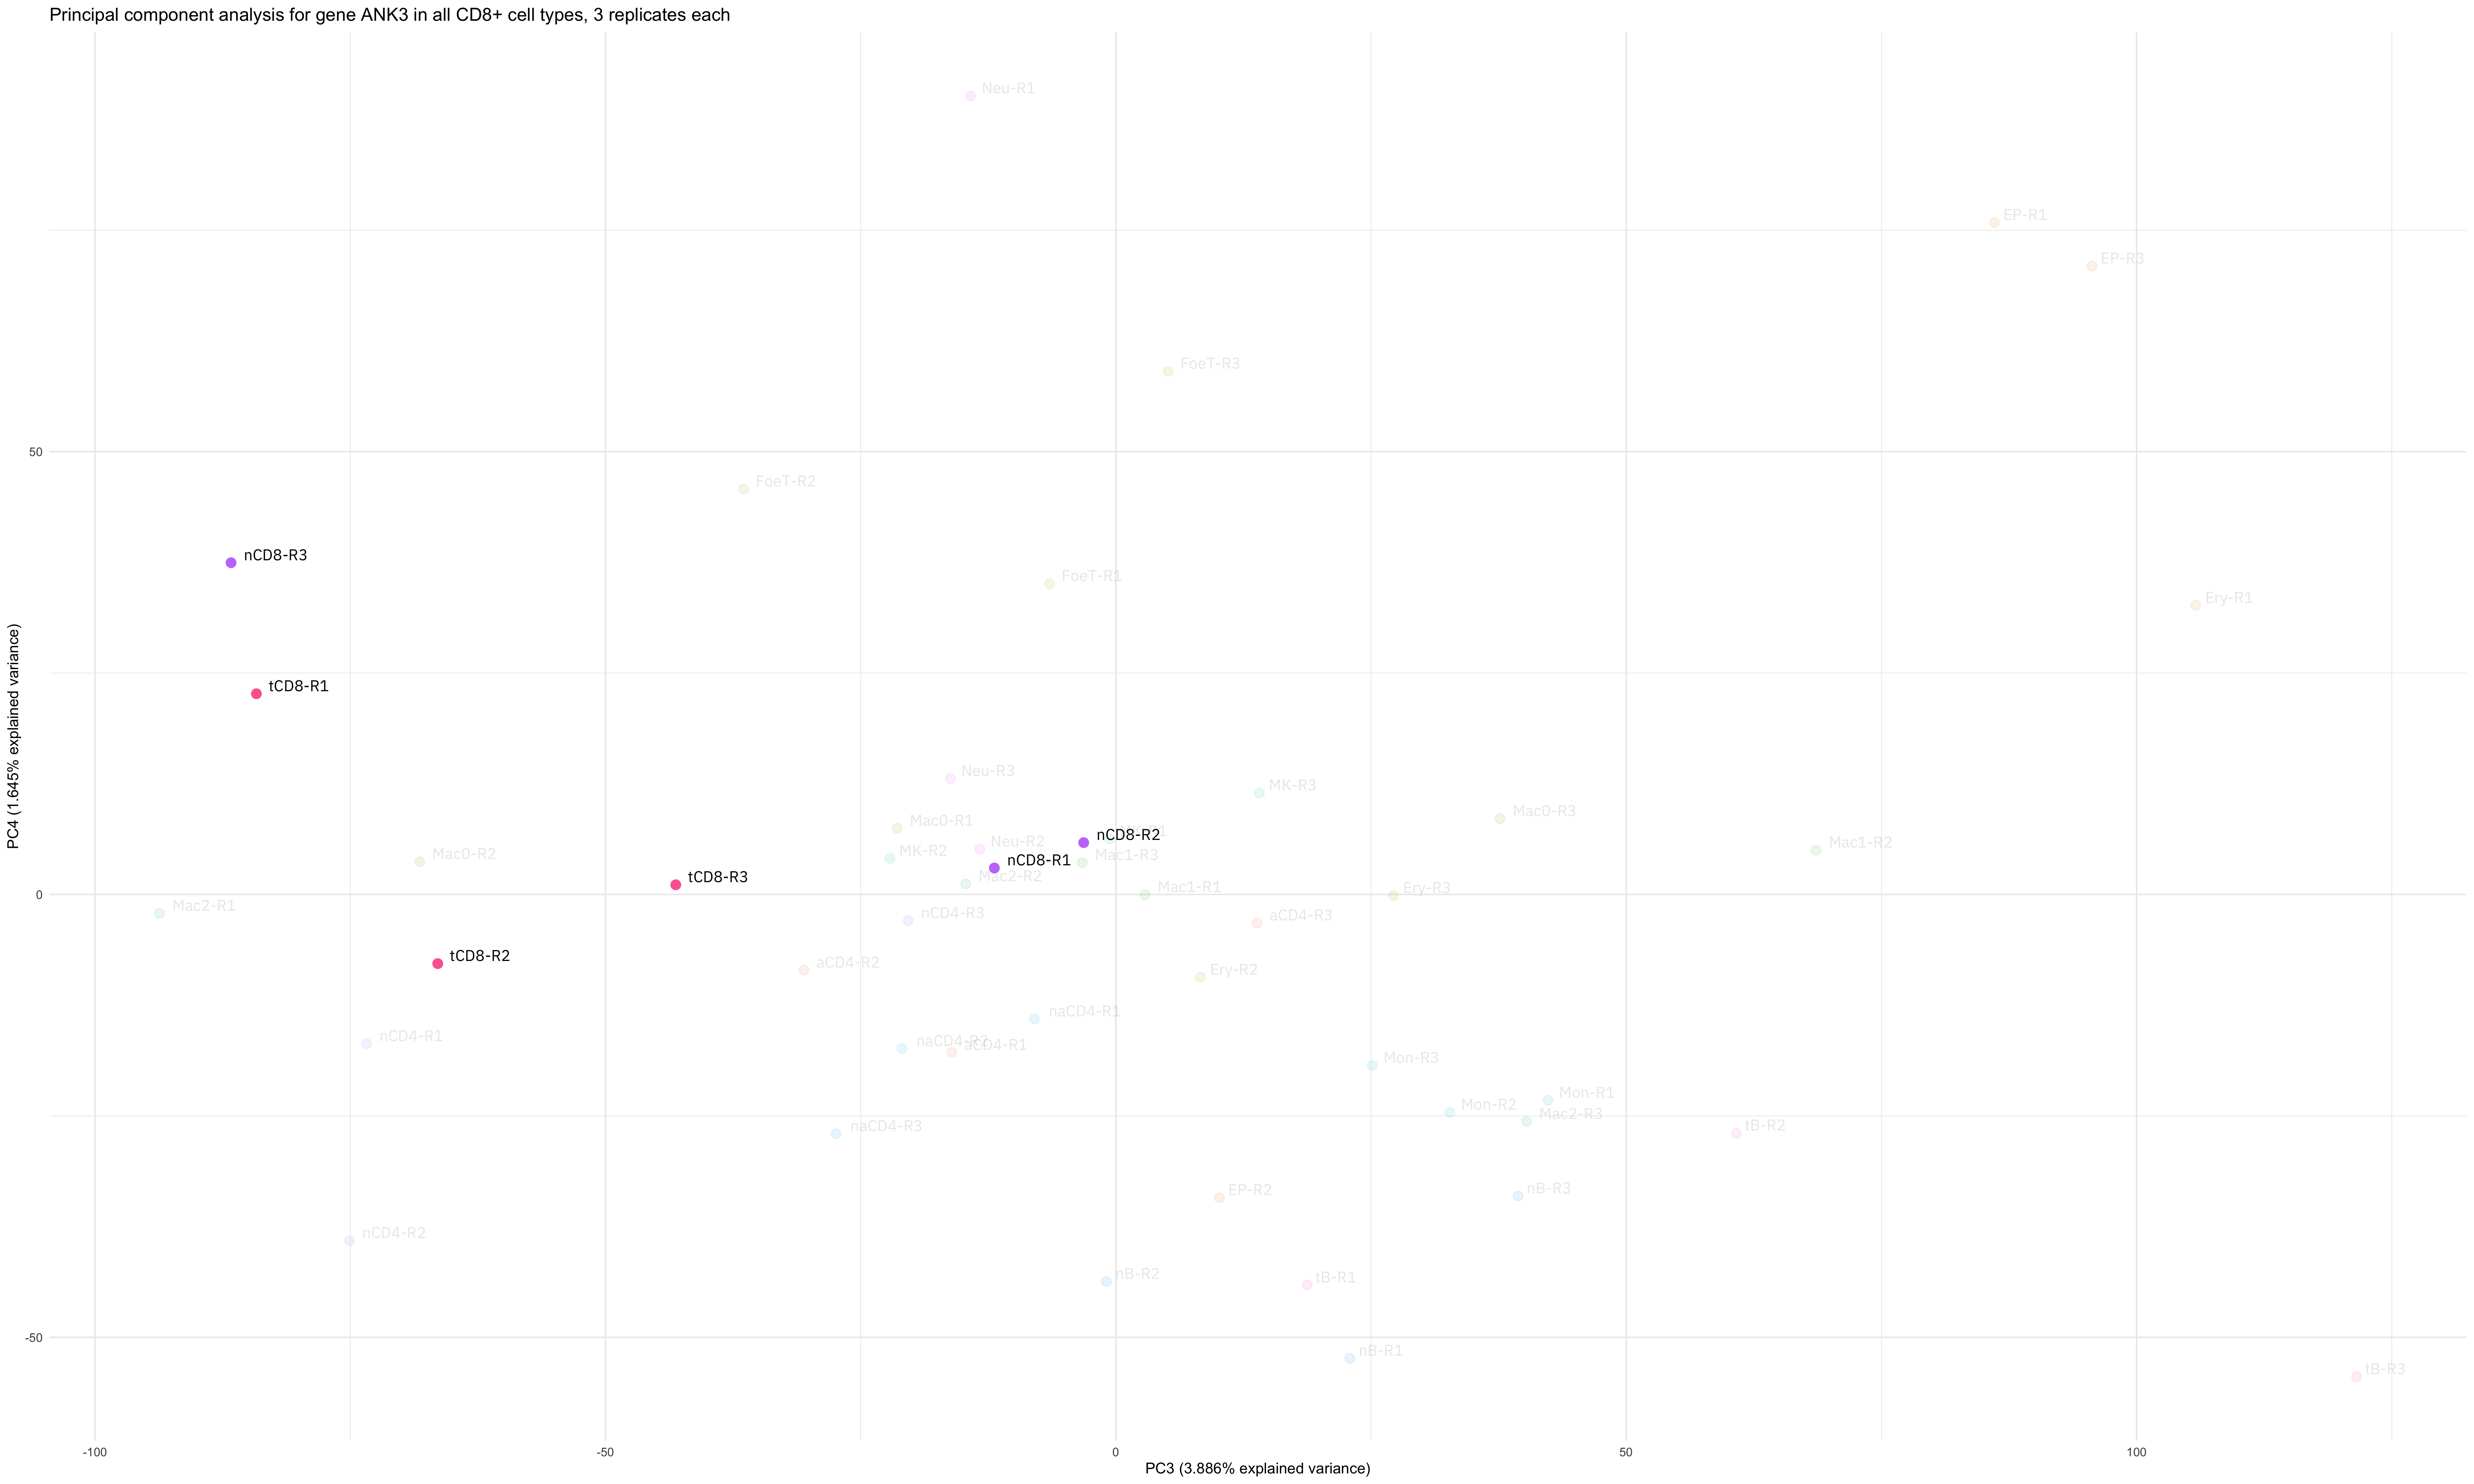 Principal component analysis for gene ANK3 in all CD8+ cell types, 3 replicates each
Neu-R1
EP-R1
EP-R3
FoeT-R3
50
FoeT-R2
nCD8-R3
FoeT-R1
Ery-R1
tCD8-R1
PC4 (1.645% explained variance)
Neu-R3
MK-R3
Mac0-R3
Mac0-R1
nCD8-R2
Neu-R2
Mac1-R2
MK-R2
Mac0-R2
Mac1-R3
nCD8-R1
tCD8-R3
Mac2-R2
Mac1-R1
Ery-R3
0
Mac2-R1
nCD4-R3
aCD4-R3
tCD8-R2
aCD4-R2
Ery-R2
naCD4-R1
nCD4-R1
naCD4-R2
aCD4-R1
Mon-R3
Mon-R1
Mon-R2
Mac2-R3
naCD4-R3
tB-R2
EP-R2
nB-R3
nCD4-R2
nB-R2
tB-R1
-50
nB-R1
tB-R3
-100
-50
0
50
100
PC3 (3.886% explained variance)